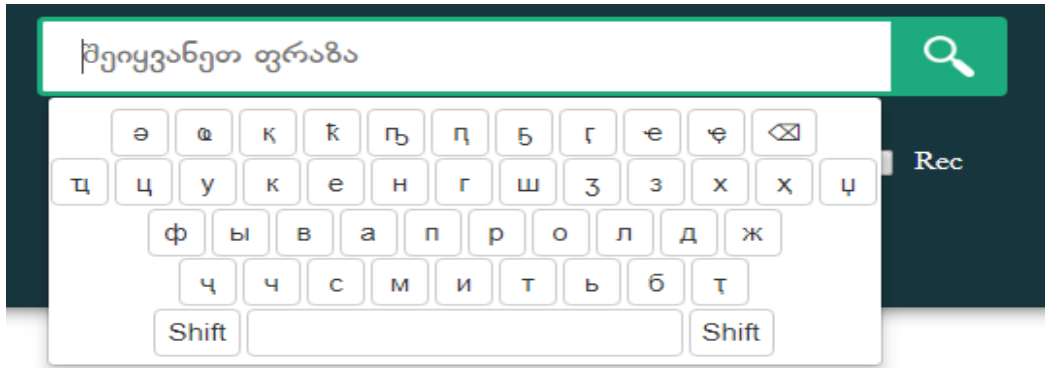 შეიყვანეთ ფრაზა
ә ҩ қ ҟ ҧ ԥ ҕ ӷ ҽ ҿ ⌫
ҵ ц у к е н г ш ӡ з х ҳ џ
Rec
ф ы в а п р о л д ж
ҷ ч с м и т ь б ҭ
Shift Shift